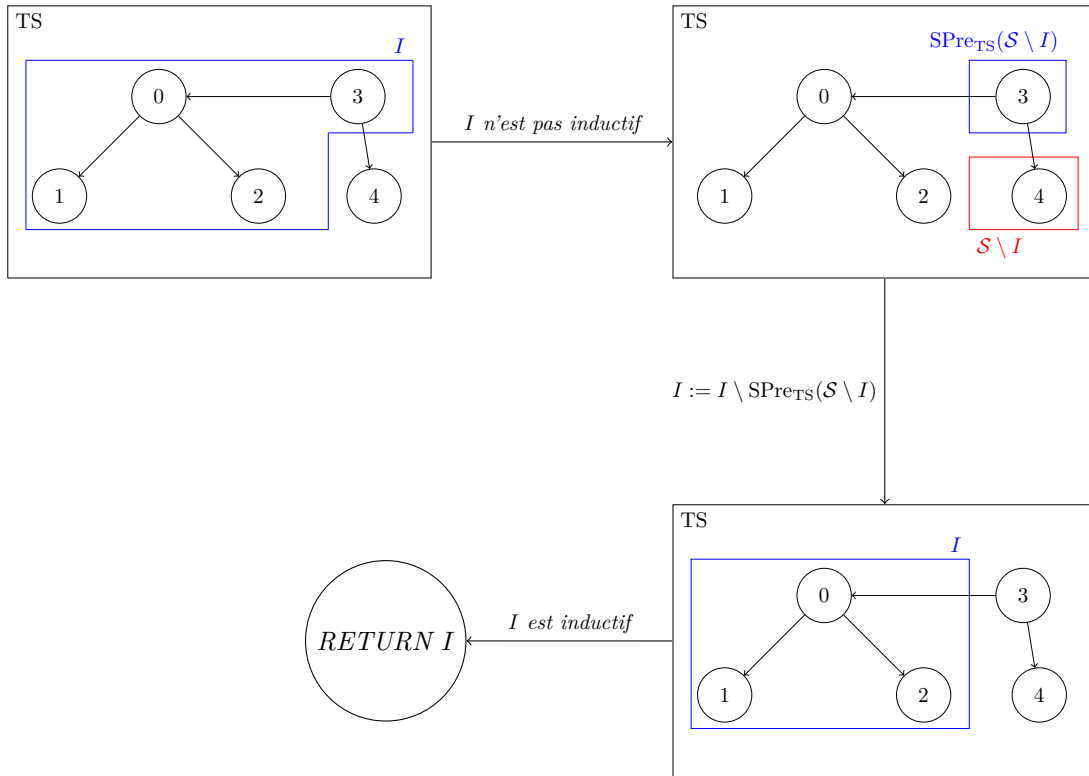 TS
I
0
3
1
2
4
I n'est pas inductif
TS
SPre_TS(𝒮 \ I)
0
3
1
2
4
𝒮 \ I
I := I \ SPre_TS(𝒮 \ I)
TS
I
0
3
1
2
4
I est inductif
RETURN I